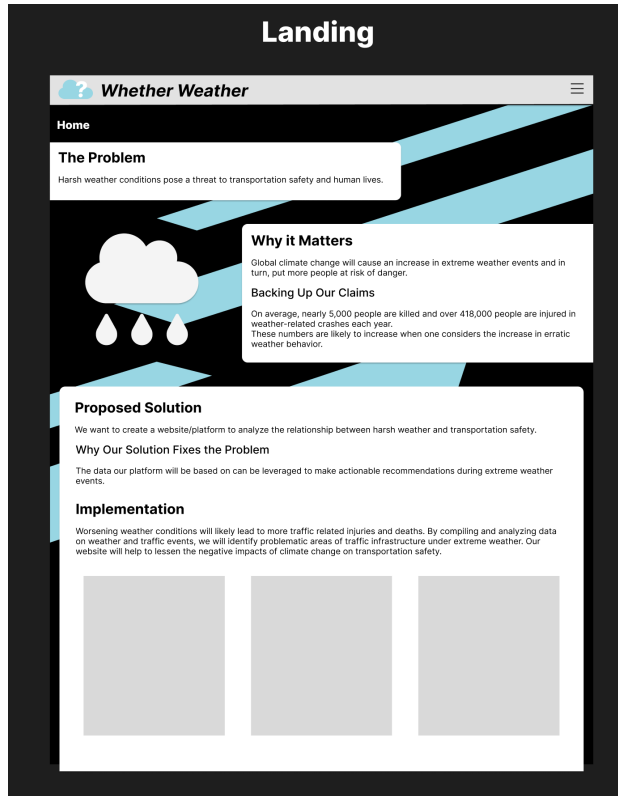 Landing
?
Whether Weather
Home
The Problem
Harsh weather conditions pose a threat to transportation safety and human lives.
Why it Matters
Global climate change will cause an increase in extreme weather events and in
turn, put more people at risk of danger.
Backing Up Our Claims
On average, nearly 5,000 people are killed and over 418,000 people are injured in
weather-related crashes each year.
These numbers are likely to increase when one considers the increase in erratic
weather behavior.
Proposed Solution
We want to create a website/platform to analyze the relationship between harsh weather and transportation safety.
Why Our Solution Fixes the Problem
The data our platform will be based on can be leveraged to make actionable recommendations during extreme weather
events.
Implementation
Worsening weather conditions will likely lead to more traffic related injuries and deaths. By compiling and analyzing data
on weather and traffic events, we will identify problematic areas of traffic infrastructure under extreme weather. Our
website will help to lessen the negative impacts of climate change on transportation safety.